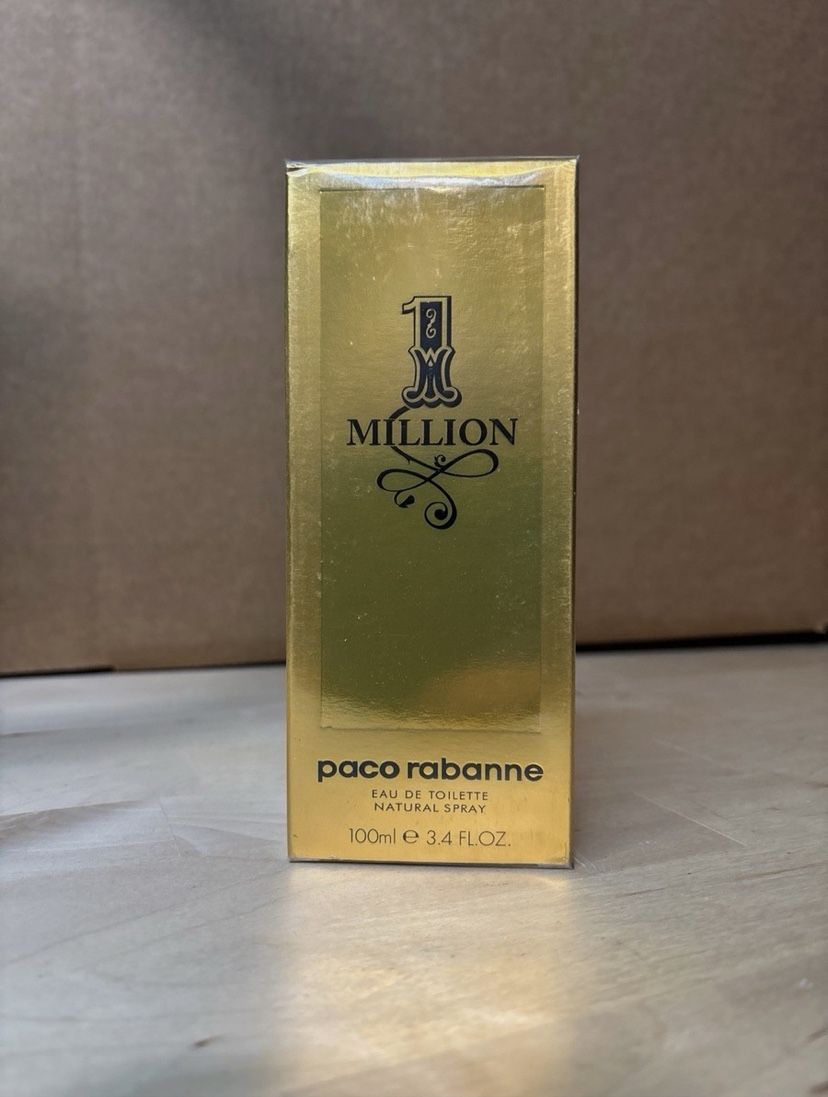 1
MILLION
paco rabanne
EAU DE TOILETTE
NATURAL SPRAY
100ml ℮ 3.4 FL.OZ.